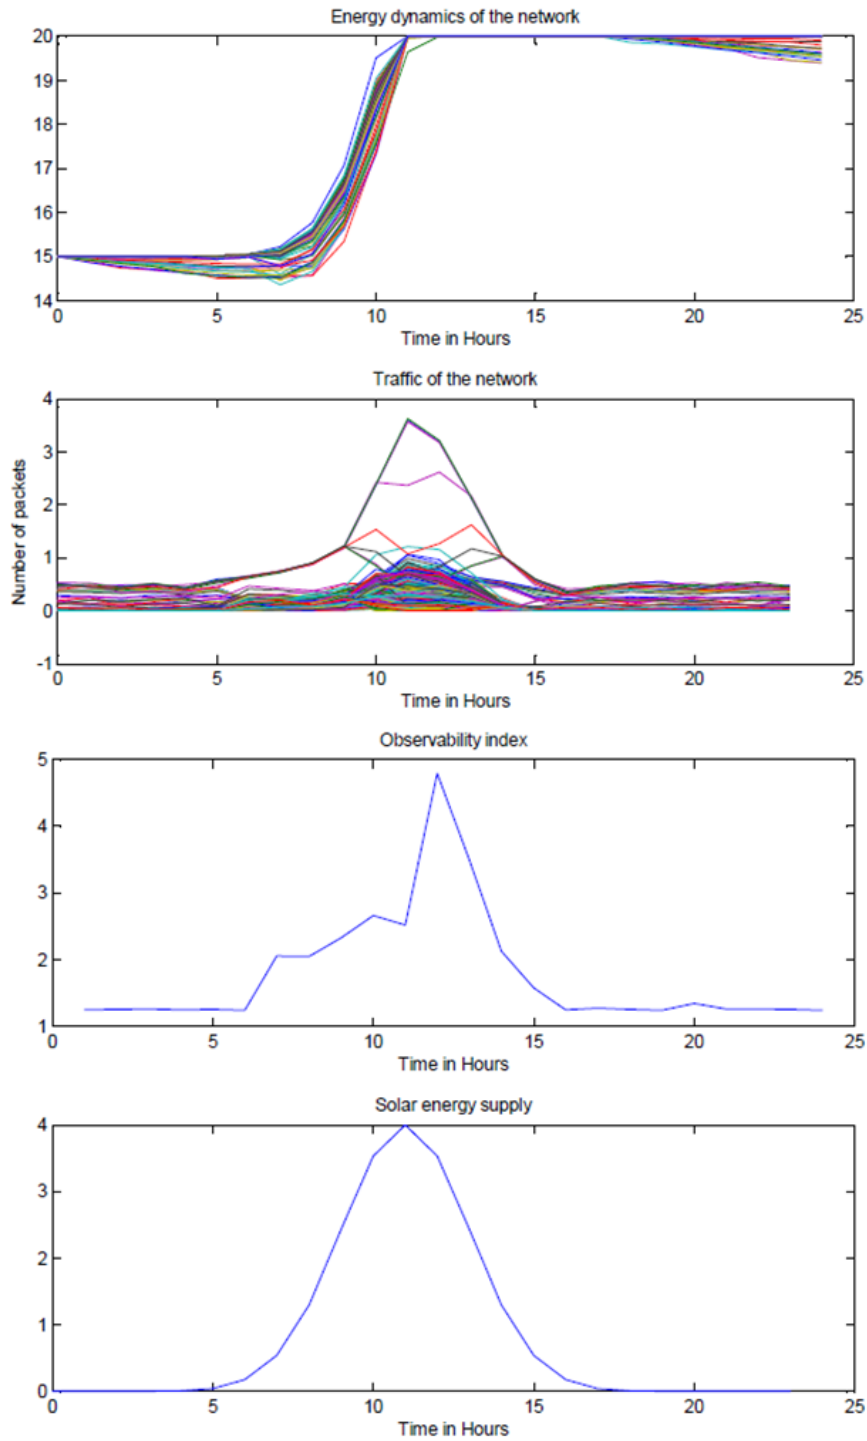 Energy dynamics of the network
20
19
18
17
16
15
14
0 5 10 15 20 25
Time in Hours
Traffic of the network
Number of packets
4
3
2
1
0
-1
0 5 10 15 20 25
Time in Hours
Observability index
5
4
3
2
1
0 5 10 15 20 25
Time in Hours
Solar energy supply
4
3
2
1
0
0 5 10 15 20 25
Time in Hours